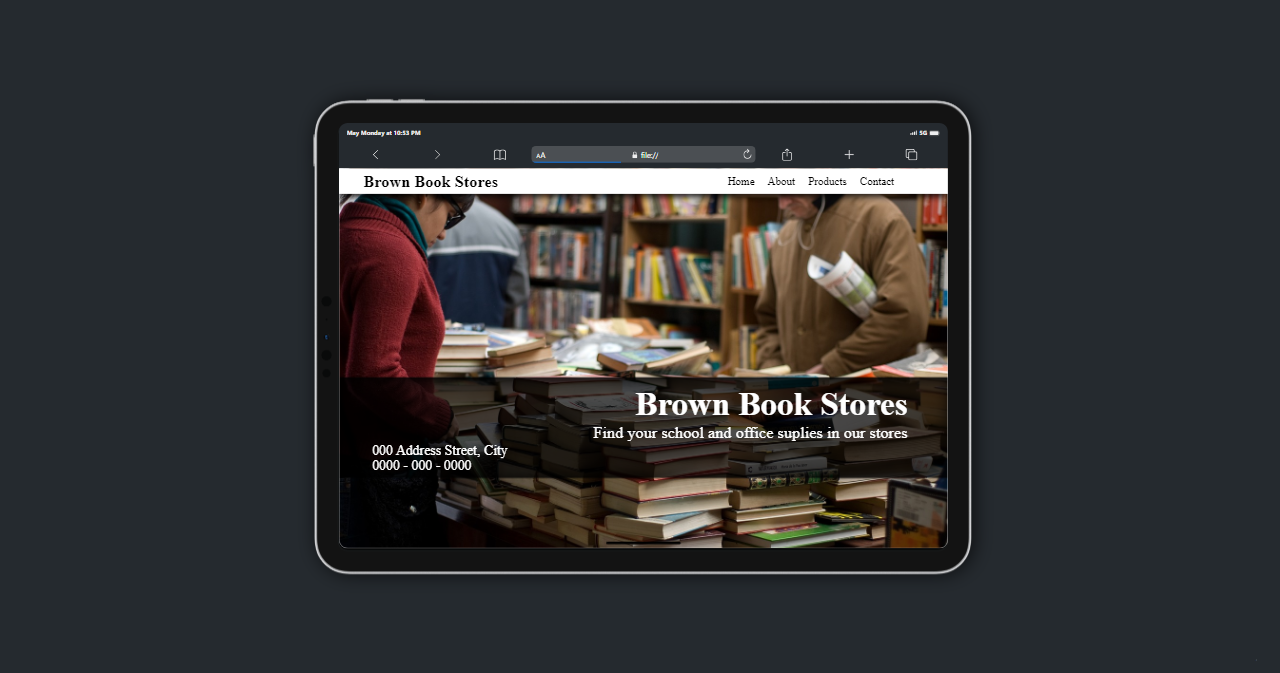 May Monday at 10:53 PM
5G
AA
file://
Brown Book Stores
Home About Products Contact
Brown Book Stores
Find your school and office suplies in our stores
000 Address Street, City
0000 - 000 - 0000